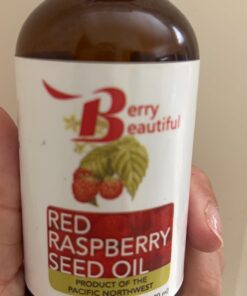 Berry
Beautiful
RED
RASPBERRY
SEED OIL
PRODUCT OF THE
PACIFIC NORTHWEST